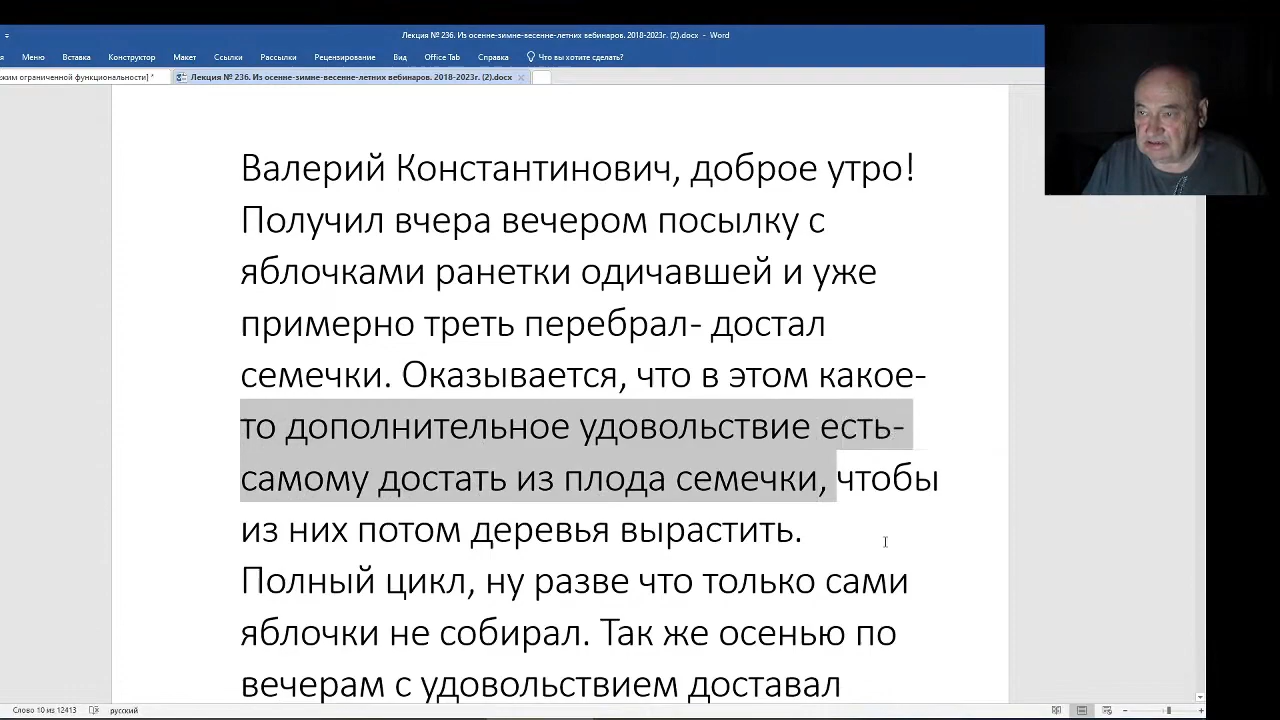 Лекция № 236. Из осенне-зимне-весенне-летних вебинаров. 2018-2023г. (2).docx - Word
я Меню Вставка Конструктор Макет Ссылки Рассылки Рецензирование Вид Office Tab Справка Что вы хотите сделать?
жим ограниченной функциональности] * Лекция № 236. Из осенне-зимне-весенне-летних вебинаров. 2018-2023г. (2).docx
Валерий Константинович, доброе утро!
Получил вчера вечером посылку с
яблочками ранетки одичавшей и уже
примерно треть перебрал- достал
семечки. Оказывается, что в этом какое-
то дополнительное удовольствие есть-
самому достать из плода семечки, чтобы
из них потом деревья вырастить.
Полный цикл, ну разве что только сами
яблочки не собирал. Так же осенью по
вечерам с удовольствием доставал
Слово 10 из 12413 русский